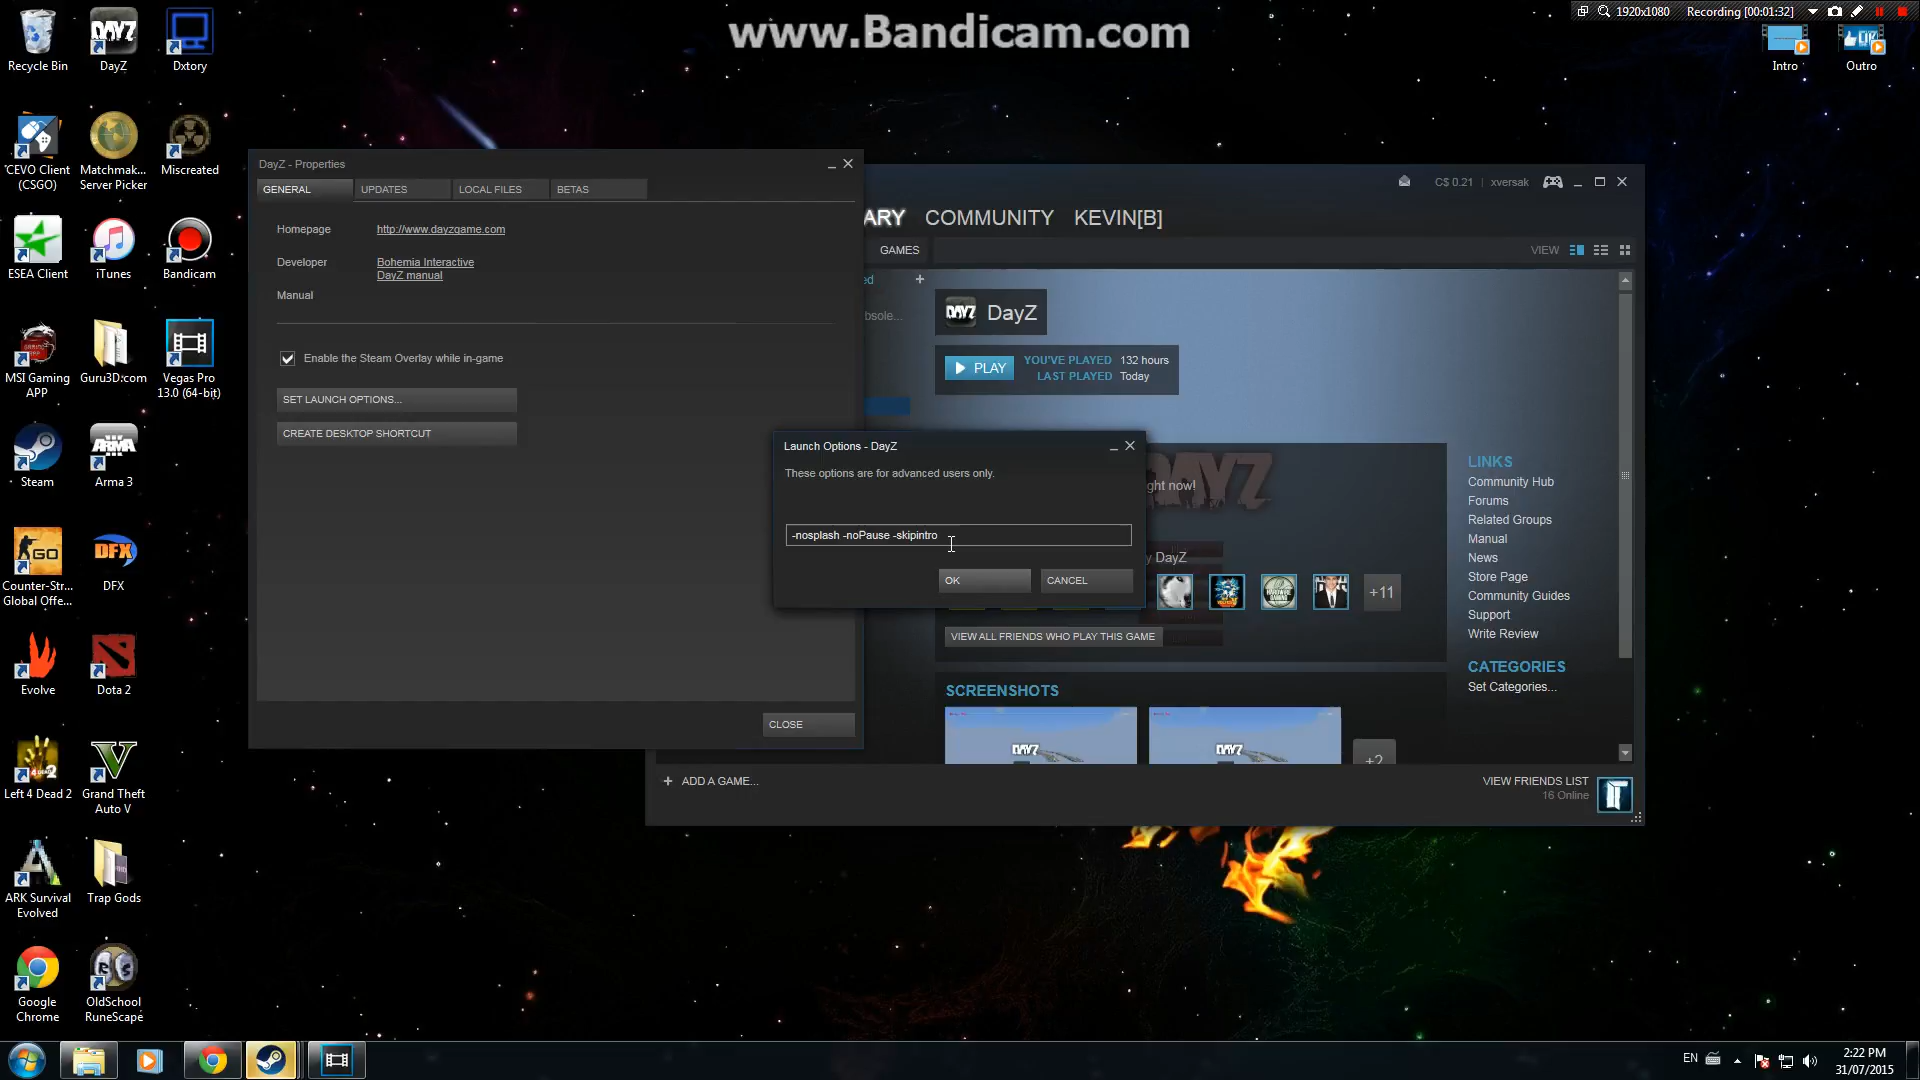 www.Bandicam.com
1920x1080 Recording [00:01:32]
Recycle Bin
DayZ
Dxtory
Intro
Outro
CEVO Client (CSGO)
Matchmak... Server Picker
Miscreated
ESEA Client
iTunes
Bandicam
MSI Gaming APP
Guru3D.com
Vegas Pro 13.0 (64-bit)
Steam
Arma 3
Counter-Str... Global Offe...
DFX
Evolve
Dota 2
Left 4 Dead 2
Grand Theft Auto V
ARK Survival Evolved
Trap Gods
Google Chrome
OldSchool RuneScape
DayZ - Properties
GENERAL UPDATES LOCAL FILES BETAS
Homepage http://www.dayzgame.com
Developer Bohemia Interactive
DayZ manual
Manual
Enable the Steam Overlay while in-game
SET LAUNCH OPTIONS...
CREATE DESKTOP SHORTCUT
CLOSE
C$ 0.21 xversak
ARY COMMUNITY KEVIN[B]
GAMES
VIEW
ed +
bsole...
DAYZ DayZ
PLAY
YOU'VE PLAYED 132 hours
LAST PLAYED Today
Launch Options - DayZ
These options are for advanced users only.
-nosplash -noPause -skipintro
OK CANCEL
DAYZ
ght now!
y DayZ
+11
VIEW ALL FRIENDS WHO PLAY THIS GAME
SCREENSHOTS
DAYZ
DAYZ
+2
LINKS
Community Hub
Forums
Related Groups
Manual
News
Store Page
Community Guides
Support
Write Review
CATEGORIES
Set Categories...
+ ADD A GAME...
VIEW FRIENDS LIST
16 Online
EN
2:22 PM
31/07/2015